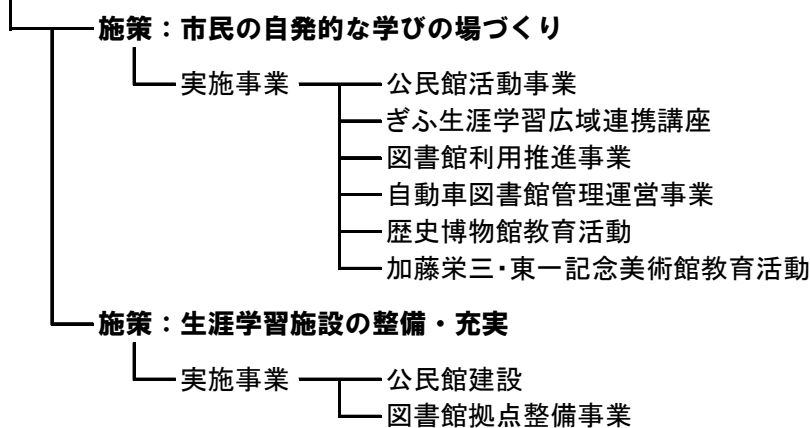 施策：市民の自発的な学びの場づくり
実施事業 公民館活動事業
ぎふ生涯学習広域連携講座
図書館利用推進事業
自動車図書館管理運営事業
歴史博物館教育活動
加藤栄三・東一記念美術館教育活動
施策：生涯学習施設の整備・充実
実施事業 公民館建設
図書館拠点整備事業